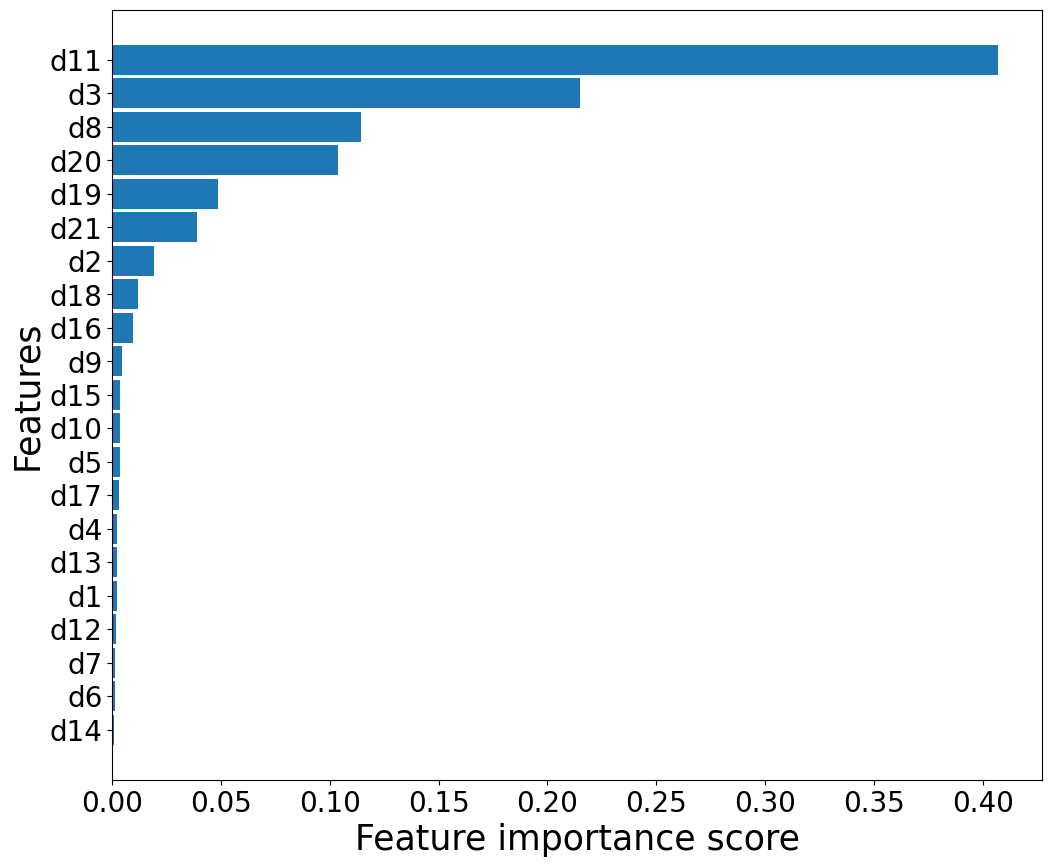 d11
d3
d8
d20
d19
d21
d2
d18
d16
d9
d15
d10
d5
d17
d4
d13
d1
d12
d7
d6
d14
Features
0.00 0.05 0.10 0.15 0.20 0.25 0.30 0.35 0.40
Feature importance score